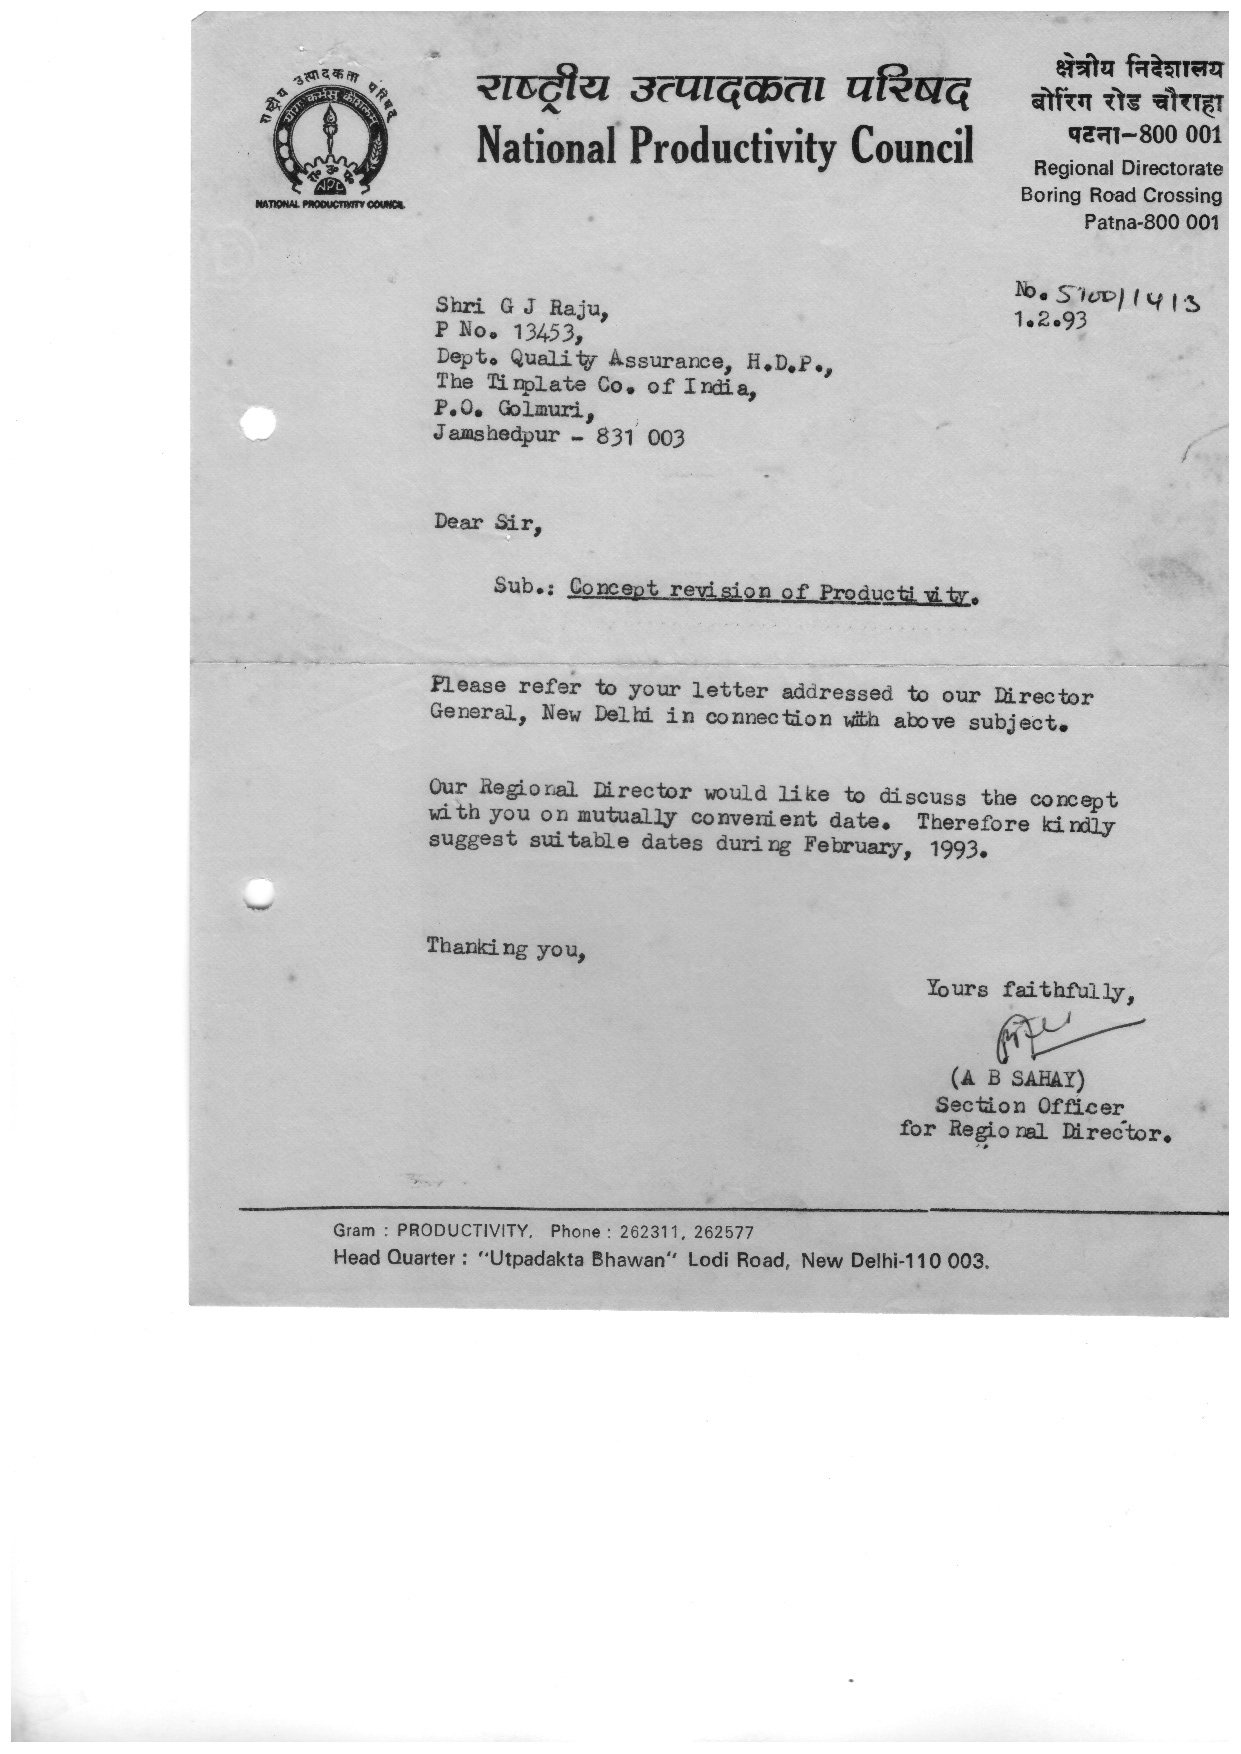 राष्ट्रीय उत्पादकता परिषद
NATIONAL PRODUCTIVITY COUNCIL
राष्ट्रीय उत्पादकता परिषद
National Productivity Council
क्षेत्रीय निदेशालय
बोरिंग रोड चौराहा
पटना-800 001
Regional Directorate
Boring Road Crossing
Patna-800 001
No.
1.2.93
Shri G J Raju,
P No. 13453,
Dept. Quality Assurance, H.D.P.,
The Tinplate Co. of India,
P.O. Golmuri,
Jamshedpur - 831 003
Dear Sir,
Sub.: Concept revision of Productivity.
Please refer to your letter addressed to our Director
General, New Delhi in connection with above subject.
Our Regional Director would like to discuss the concept
with you on mutually convenient date. Therefore kindly
suggest suitable dates during February, 1993.
Thanking you,
Yours faithfully,
(A B SAHAY)
Section Officer
for Regional Director.
Gram : PRODUCTIVITY. Phone : 262311, 262577
Head Quarter : "Utpadakta Bhawan" Lodi Road, New Delhi-110 003.